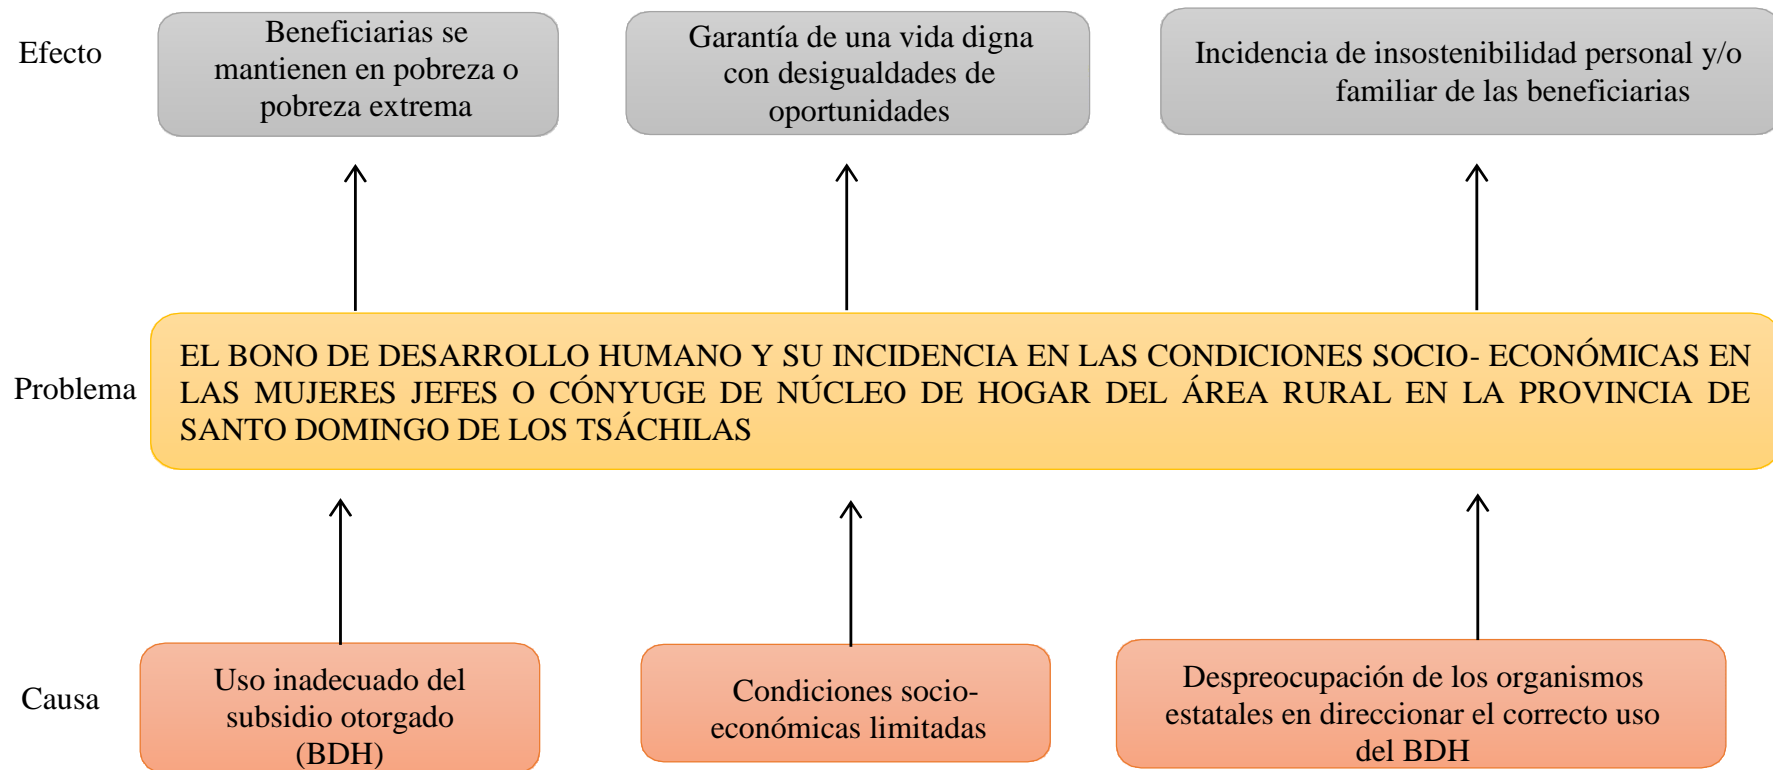 Efecto
Beneficiarias se
mantienen en pobreza o
pobreza extrema
Garantía de una vida digna
con desigualdades de
oportunidades
Incidencia de insostenibilidad personal y/o
familiar de las beneficiarias
Problema
EL BONO DE DESARROLLO HUMANO Y SU INCIDENCIA EN LAS CONDICIONES SOCIO- ECONÓMICAS EN
LAS MUJERES JEFES O CÓNYUGE DE NÚCLEO DE HOGAR DEL ÁREA RURAL EN LA PROVINCIA DE
SANTO DOMINGO DE LOS TSÁCHILAS
Causa
Uso inadecuado del
subsidio otorgado
(BDH)
Condiciones socio-
económicas limitadas
Despreocupación de los organismos
estatales en direccionar el correcto uso
del BDH